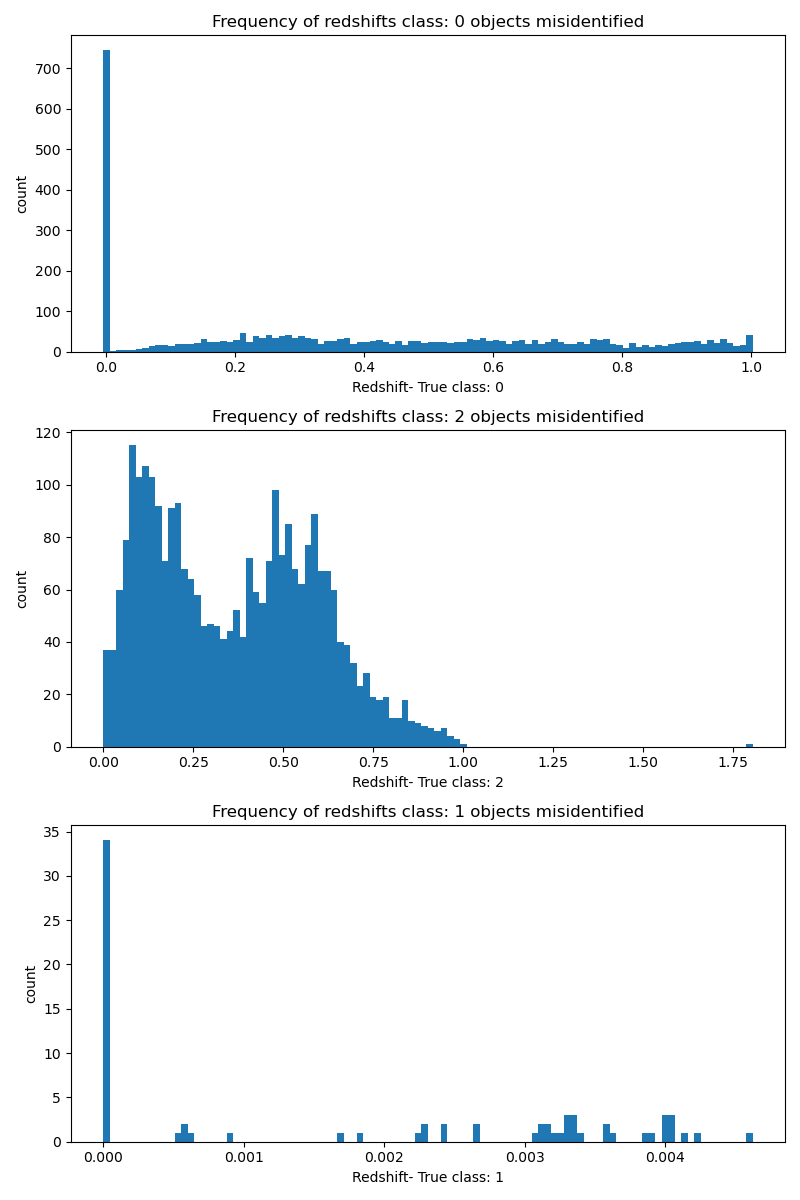 Frequency of redshifts class: 0 objects misidentified
700
600
500
400
300
200
100
0
count
0.0 0.2 0.4 0.6 0.8 1.0
Redshift- True class: 0
Frequency of redshifts class: 2 objects misidentified
120
100
80
60
40
20
0
count
0.00 0.25 0.50 0.75 1.00 1.25 1.50 1.75
Redshift- True class: 2
Frequency of redshifts class: 1 objects misidentified
35
30
25
20
15
10
5
0
count
0.000 0.001 0.002 0.003 0.004
Redshift- True class: 1